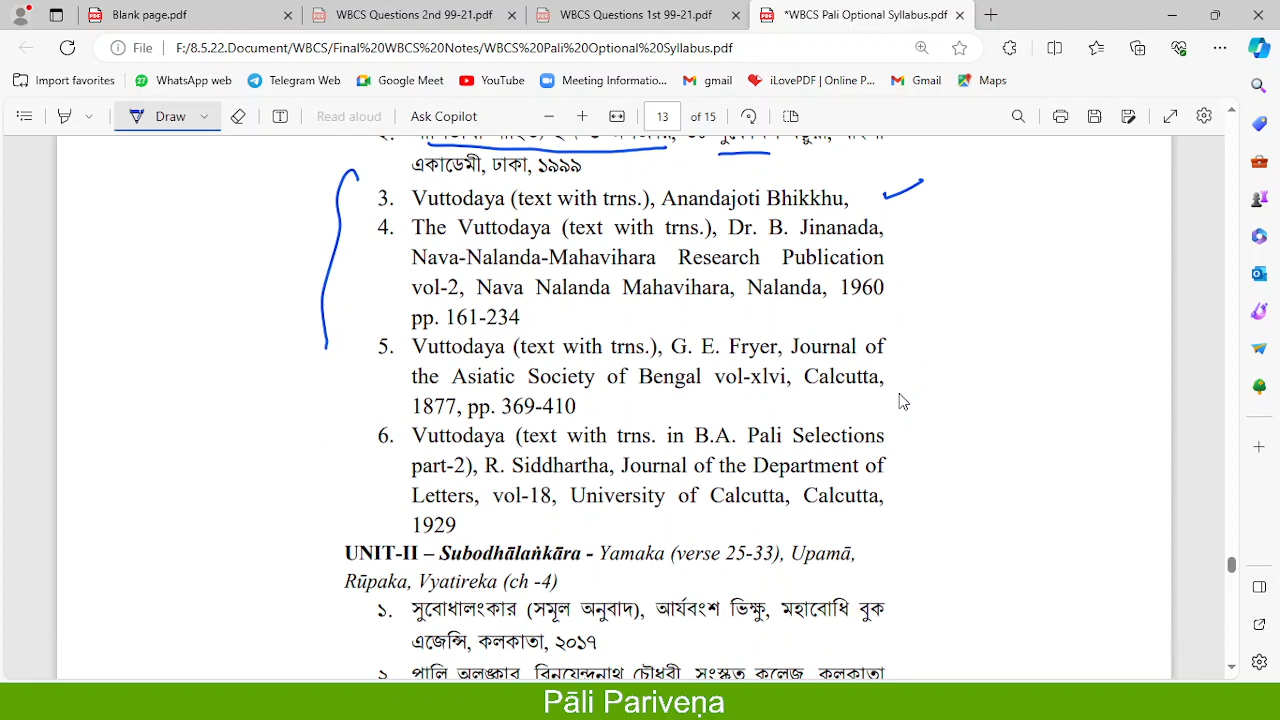 Blank page.pdf
WBCS Questions 2nd 99-21.pdf
WBCS Questions 1st 99-21.pdf
*WBCS Pali Optional Syllabus.pdf
File
F:/8.5.22.Document/WBCS/Final%20WBCS%20Notes/WBCS%20Pali%20Optional%20Syllabus.pdf
Import favorites
27 WhatsApp web
Telegram Web
Google Meet
YouTube
Meeting Informatio...
gmail
iLovePDF | Online P...
Gmail
Maps
Draw
Read aloud
Ask Copilot
13 of 15
একাডেমী, ঢাকা, ১৯৯৯
3. Vuttodaya (text with trns.), Anandajoti Bhikkhu,
4. The Vuttodaya (text with trns.), Dr. B. Jinanada,
Nava-Nalanda-Mahavihara Research Publication
vol-2, Nava Nalanda Mahavihara, Nalanda, 1960
pp. 161-234
5. Vuttodaya (text with trns.), G. E. Fryer, Journal of
the Asiatic Society of Bengal vol-xlvi, Calcutta,
1877, pp. 369-410
6. Vuttodaya (text with trns. in B.A. Pali Selections
part-2), R. Siddhartha, Journal of the Department of
Letters, vol-18, University of Calcutta, Calcutta,
1929
UNIT-II – Subodhālaṅkāra - Yamaka (verse 25-33), Upamā,
Rūpaka, Vyatireka (ch -4)
১. সুবোধালংকার (সমূল অনুবাদ), আর্যবংশ ভিক্ষু, মহাবোধি বুক
এজেন্সি, কলকাতা, ২০১৭
২. পালি অলঙ্কার, বিনয়েন্দ্রনাথ চৌধুরী, সংস্কৃত কলেজ, কলকাতা
Pāli Pariveṇa